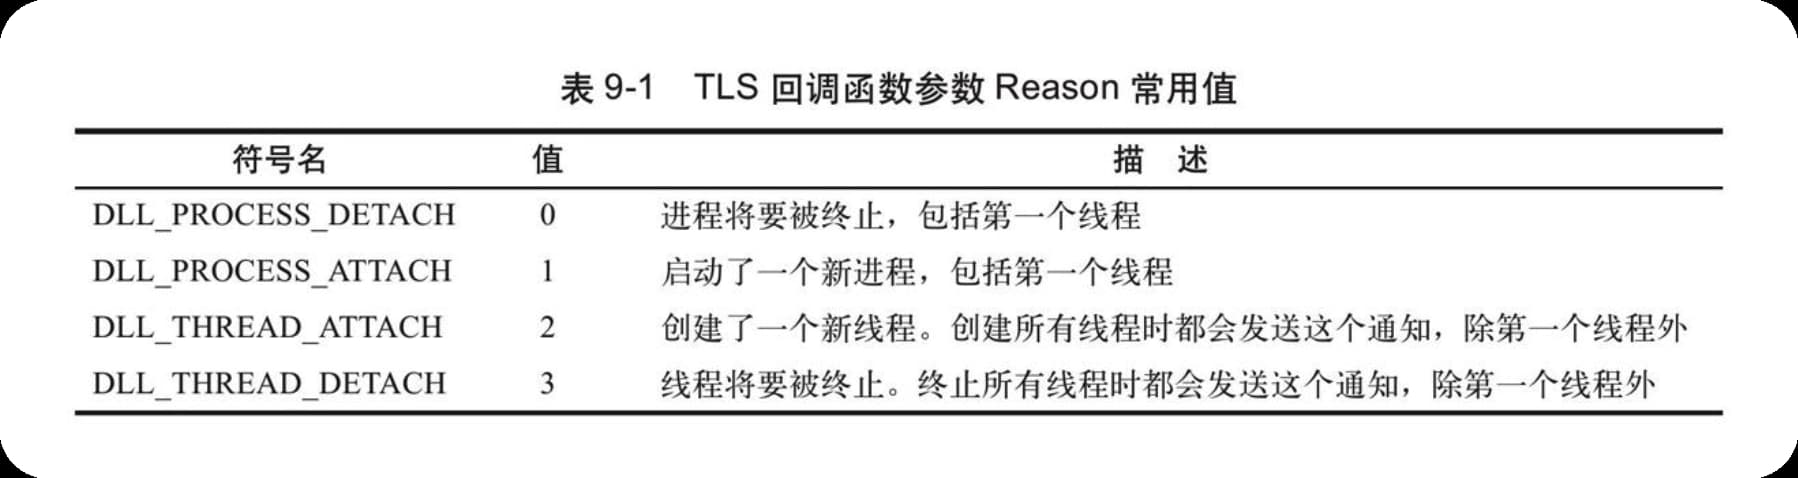 表 9-1 TLS 回调函数参数 Reason 常用值
符号名 值 描 述
DLL_PROCESS_DETACH 0 进程将要被终止，包括第一个线程
DLL_PROCESS_ATTACH 1 启动了一个新进程，包括第一个线程
DLL_THREAD_ATTACH 2 创建了一个新线程。创建所有线程时都会发送这个通知，除第一个线程外
DLL_THREAD_DETACH 3 线程将要被终止。终止所有线程时都会发送这个通知，除第一个线程外